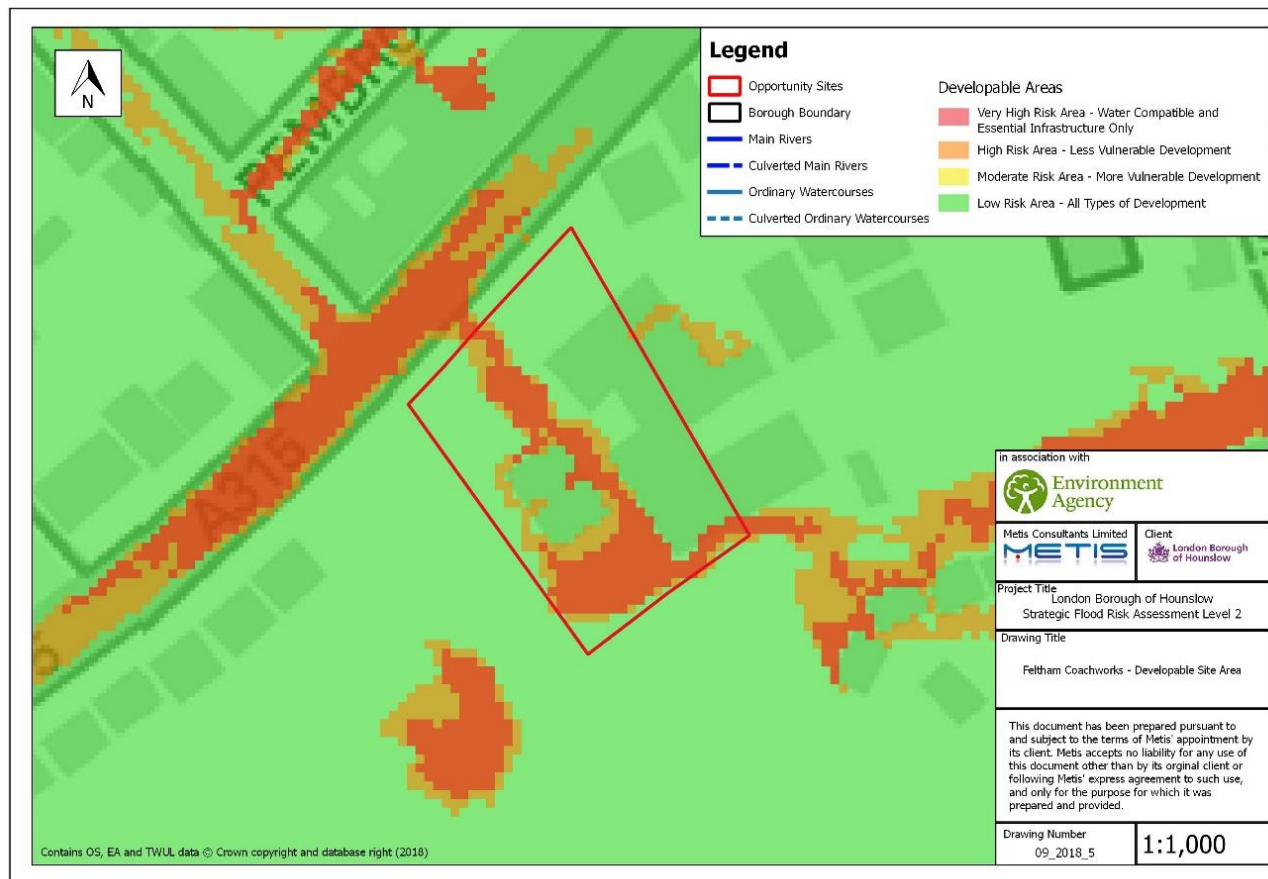 N
Legend
Opportunity Sites
Borough Boundary
Main Rivers
Culverted Main Rivers
Ordinary Watercourses
Culverted Ordinary Watercourses
Developable Areas
Very High Risk Area - Water Compatible and
Essential Infrastructure Only
High Risk Area - Less Vulnerable Development
Moderate Risk Area - More Vulnerable Development
Low Risk Area - All Types of Development
A315
in association with
Environment
Agency
Metis Consultants Limited
METIS
Client
London Borough
of Hounslow
Project Title
London Borough of Hounslow
Strategic Flood Risk Assessment Level 2
Drawing Title
Feltham Coachworks - Developable Site Area
This document has been prepared pursuant to
and subject to the terms of Metis' appointment by
its client. Metis accepts no liability for any use of
this document other than by its orginal client or
following Metis' express agreement to such use,
and only for the purpose for which it was
prepared and provided.
Drawing Number
09_2018_5
1:1,000
Contains OS, EA and TWUL data © Crown copyright and database right (2018)